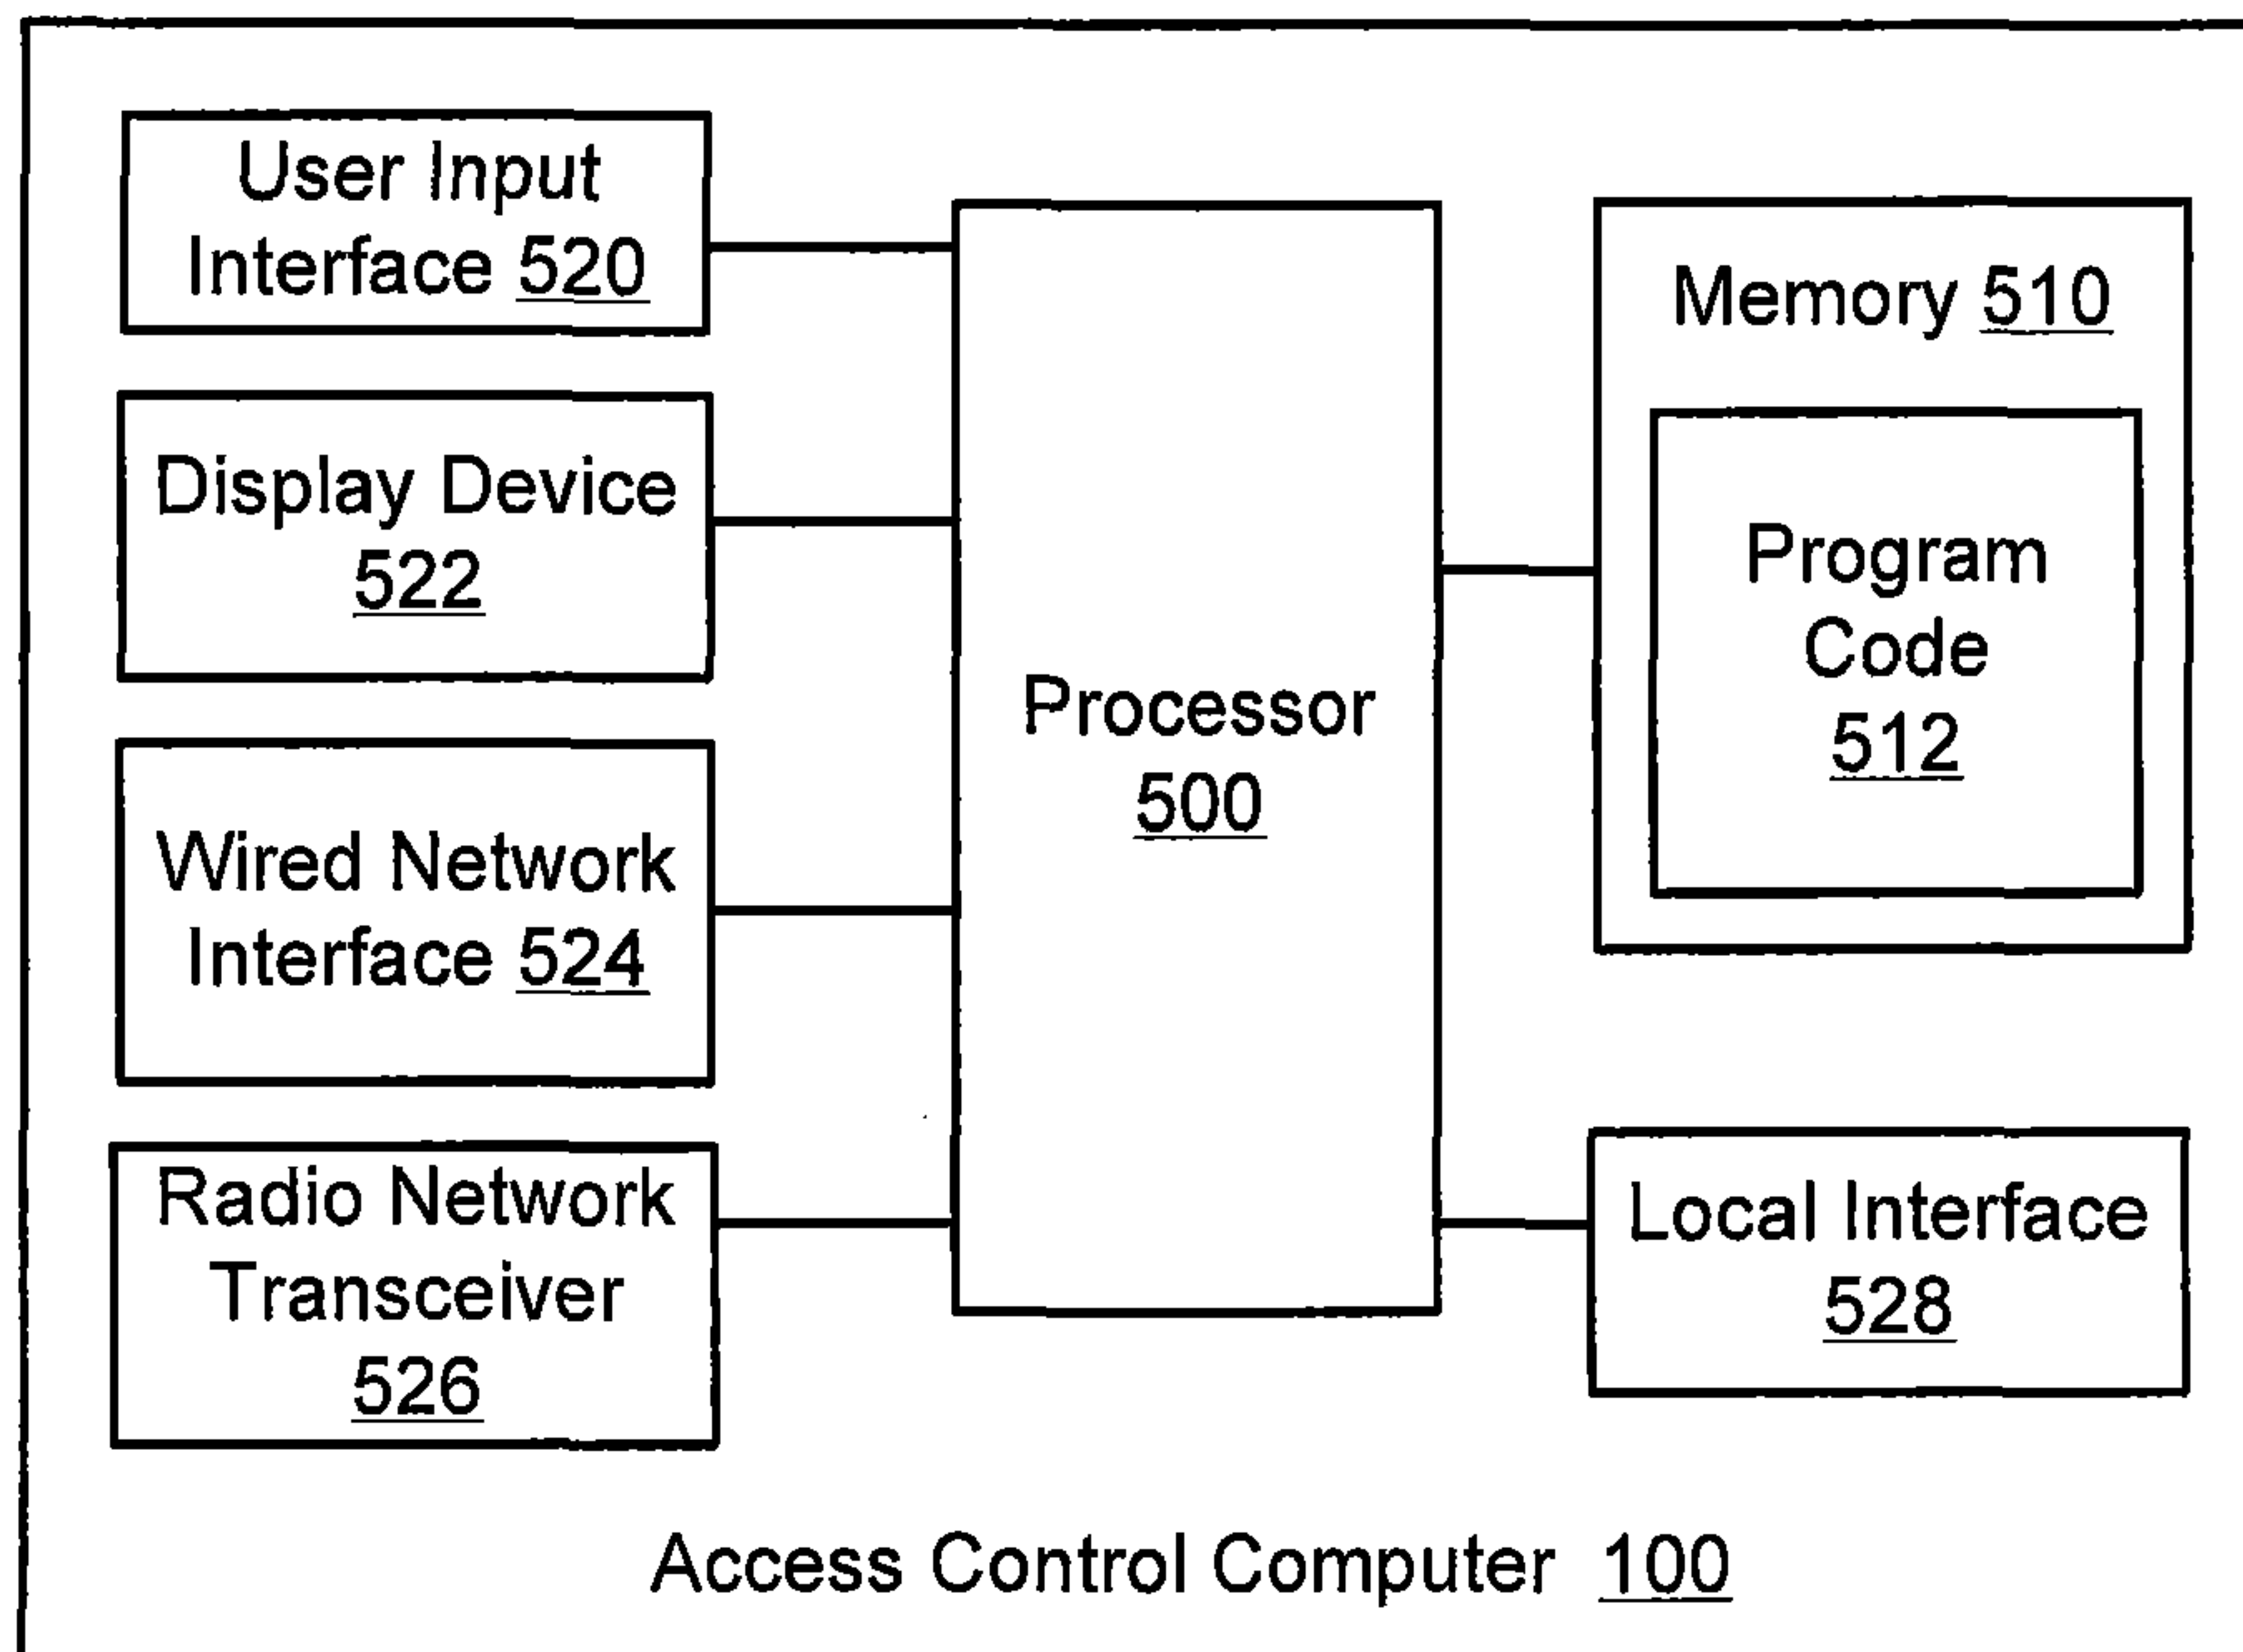 User Input
Interface 520
Display Device
522
Wired Network
Interface 524
Radio Network
Transceiver
526
Processor
500
Memory 510
Program
Code
512
Local Interface
528
Access Control Computer 100